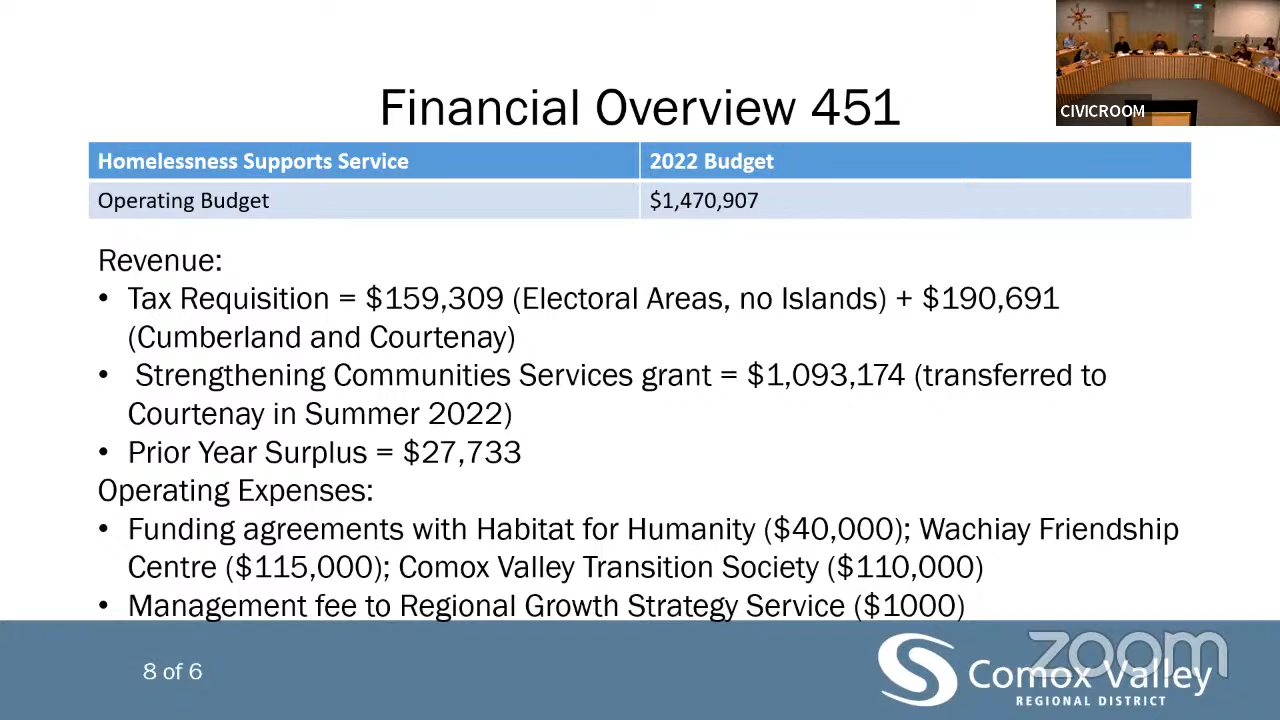 CIVICROOM
Financial Overview 451
Homelessness Supports Service 2022 Budget
Operating Budget $1,470,907
Revenue:
• Tax Requisition = $159,309 (Electoral Areas, no Islands) + $190,691
(Cumberland and Courtenay)
• Strengthening Communities Services grant = $1,093,174 (transferred to
Courtenay in Summer 2022)
• Prior Year Surplus = $27,733
Operating Expenses:
• Funding agreements with Habitat for Humanity ($40,000); Wachiay Friendship
Centre ($115,000); Comox Valley Transition Society ($110,000)
• Management fee to Regional Growth Strategy Service ($1000)
8 of 6
zoom
Comox Valley
REGIONAL DISTRICT